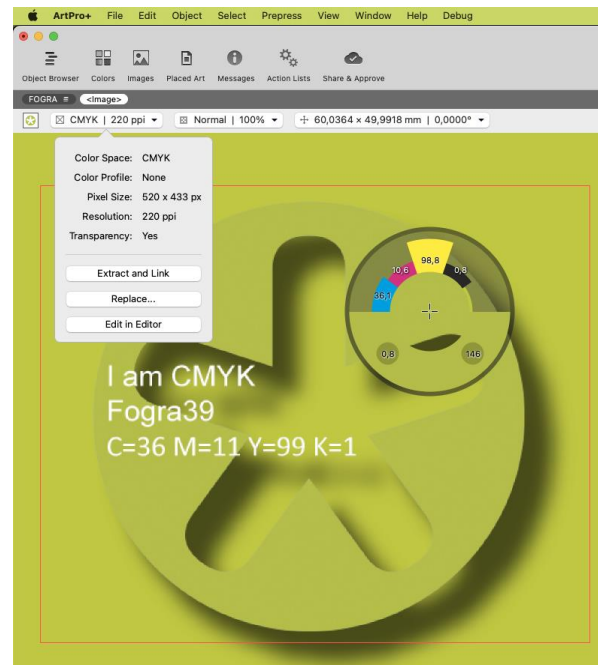 ArtPro+ File Edit Object Select Prepress View Window Help Debug
Object Browser Colors Images Placed Art Messages Action Lists Share & Approve
FOGRA <Image>
CMYK | 220 ppi Normal | 100% 60,0364 × 49,9918 mm | 0,0000°
Color Space: CMYK
Color Profile: None
Pixel Size: 520 x 433 px
Resolution: 220 ppi
Transparency: Yes
Extract and Link
Replace...
Edit in Editor
98,8
10,6 0,8
36,1
0,8 146
I am CMYK
Fogra39
C=36 M=11 Y=99 K=1